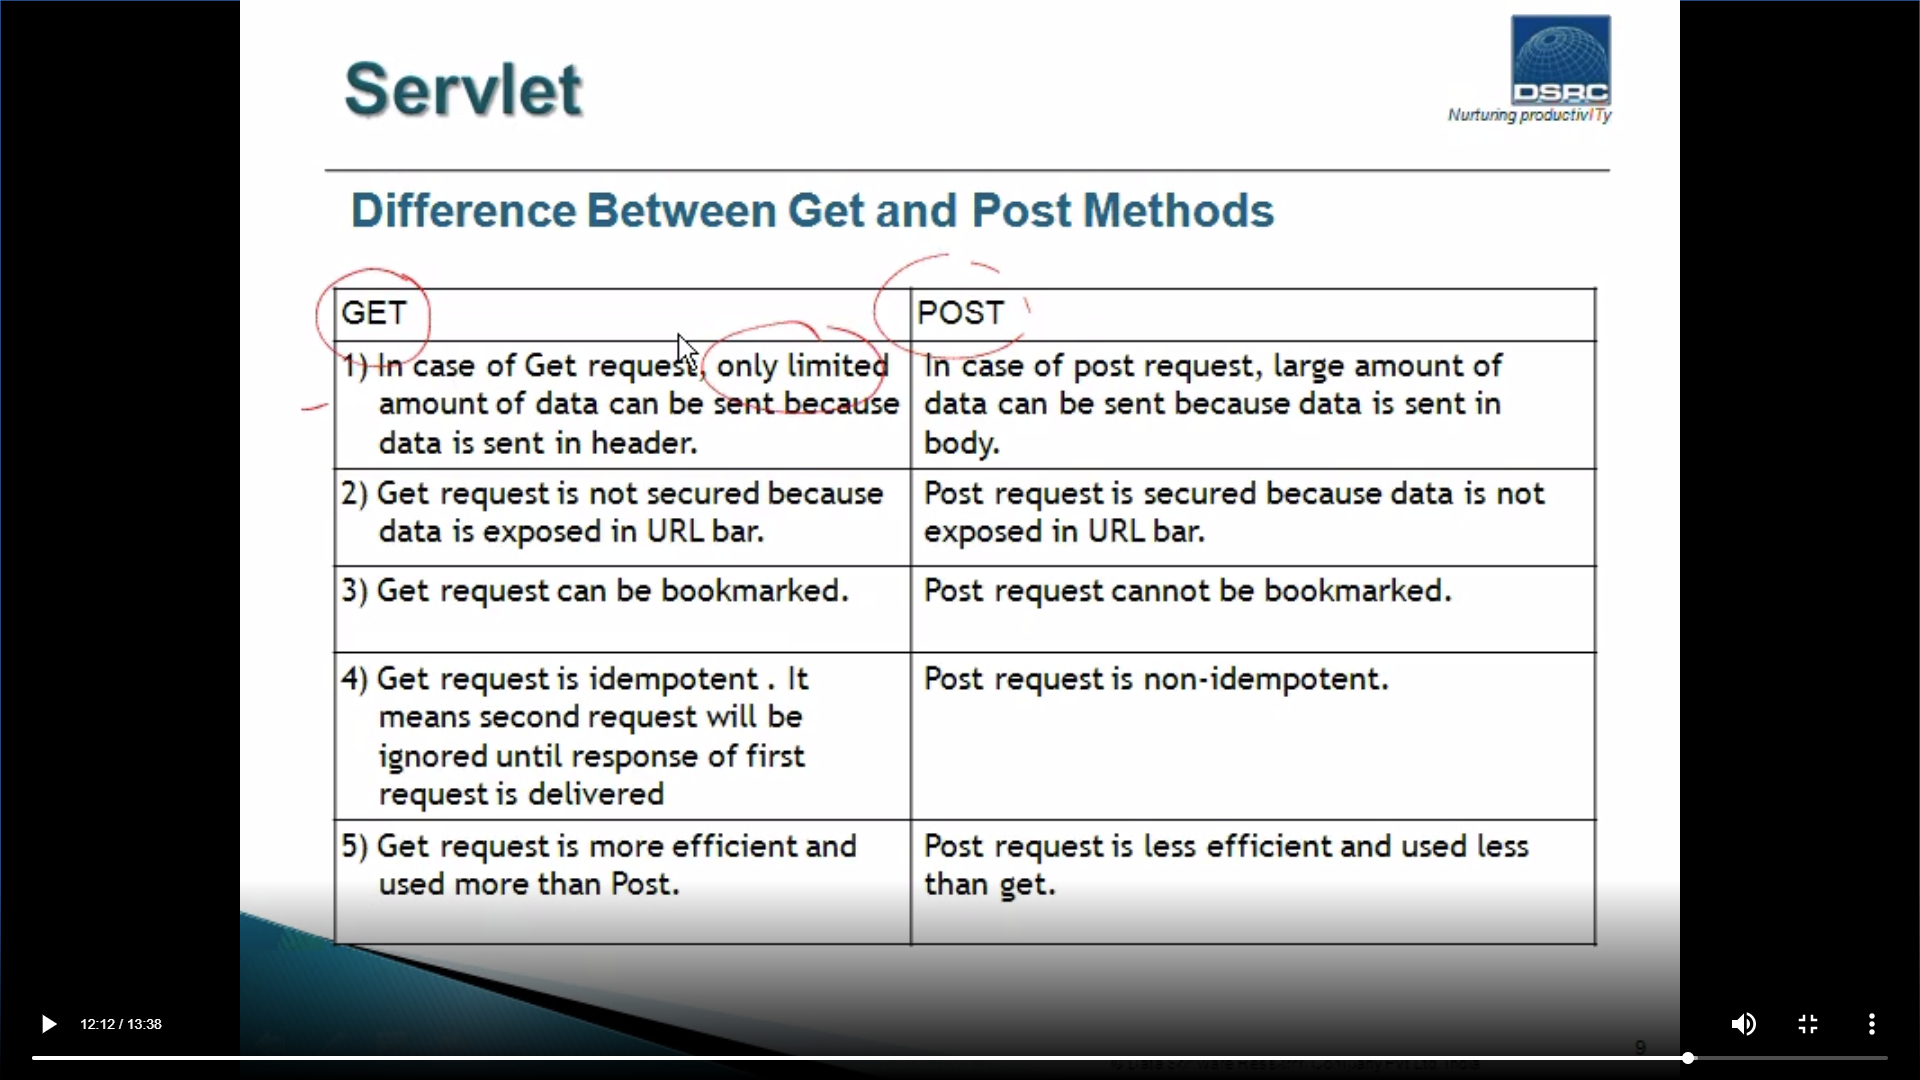 Servlet
DSRC
Nurturing productivITy
Difference Between Get and Post Methods
GET
POST
1) In case of Get request, only limited
amount of data can be sent because
data is sent in header.
In case of post request, large amount of
data can be sent because data is sent in
body.
2) Get request is not secured because
data is exposed in URL bar.
Post request is secured because data is not
exposed in URL bar.
3) Get request can be bookmarked.
Post request cannot be bookmarked.
4) Get request is idempotent . It
means second request will be
ignored until response of first
request is delivered
Post request is non-idempotent.
5) Get request is more efficient and
used more than Post.
Post request is less efficient and used less
than get.
12:12 / 13:38
9